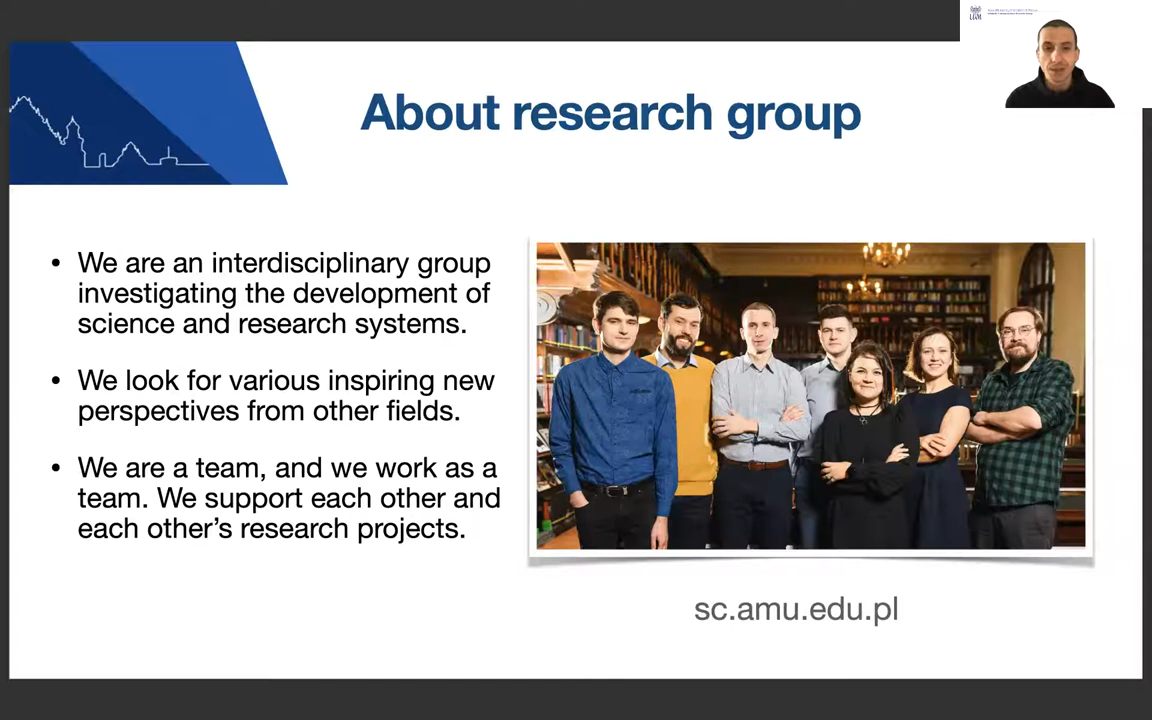 About research group
• We are an interdisciplinary group
investigating the development of
science and research systems.
• We look for various inspiring new
perspectives from other fields.
• We are a team, and we work as a
team. We support each other and
each other’s research projects.
sc.amu.edu.pl